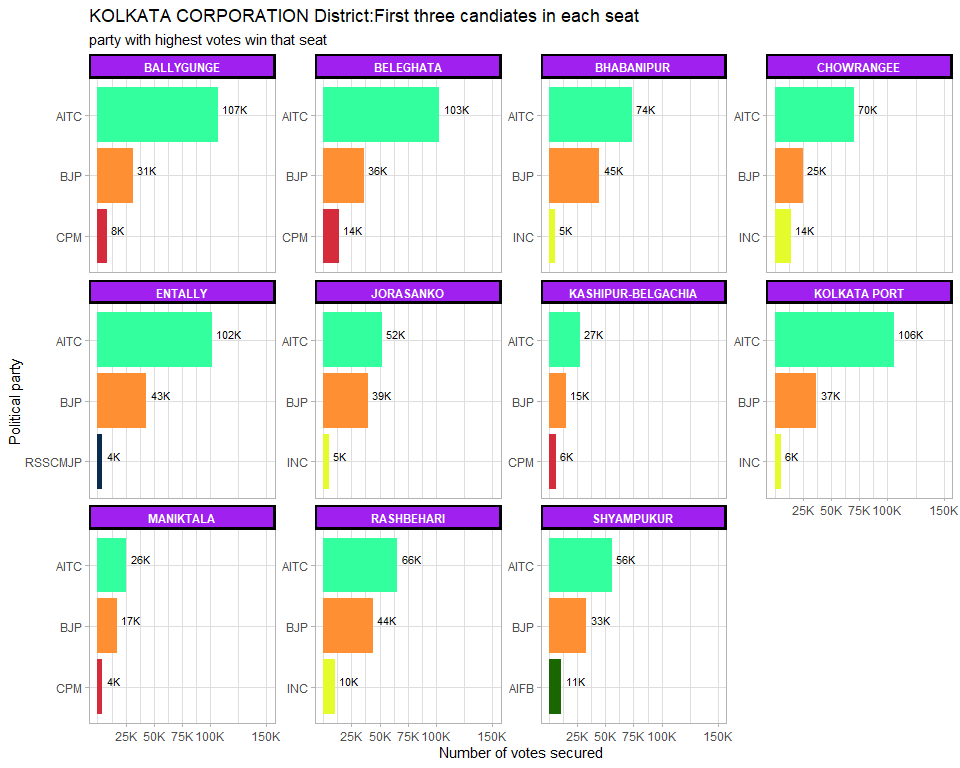 KOLKATA CORPORATION District:First three candiates in each seat
party with highest votes win that seat
BALLYGUNGE
AITC 107K
BJP 31K
CPM 8K
BELEGHATA
AITC 103K
BJP 36K
CPM 14K
BHABANIPUR
AITC 74K
BJP 45K
INC 5K
CHOWRANGEE
AITC 70K
BJP 25K
INC 14K
Political party
ENTALLY
AITC 102K
BJP 43K
RSSCMJP 4K
JORASANKO
AITC 52K
BJP 39K
INC 5K
KASHIPUR-BELGACHIA
AITC 27K
BJP 15K
CPM 6K
KOLKATA PORT
AITC 106K
BJP 37K
INC 6K
25K 50K 75K 100K 150K
MANIKTALA
AITC 26K
BJP 17K
CPM 4K
25K 50K 75K 100K 150K
RASHBEHARI
AITC 66K
BJP 44K
INC 10K
25K 50K 75K 100K 150K
SHYAMPUKUR
AITC 56K
BJP 33K
AIFB 11K
25K 50K 75K 100K 150K
Number of votes secured